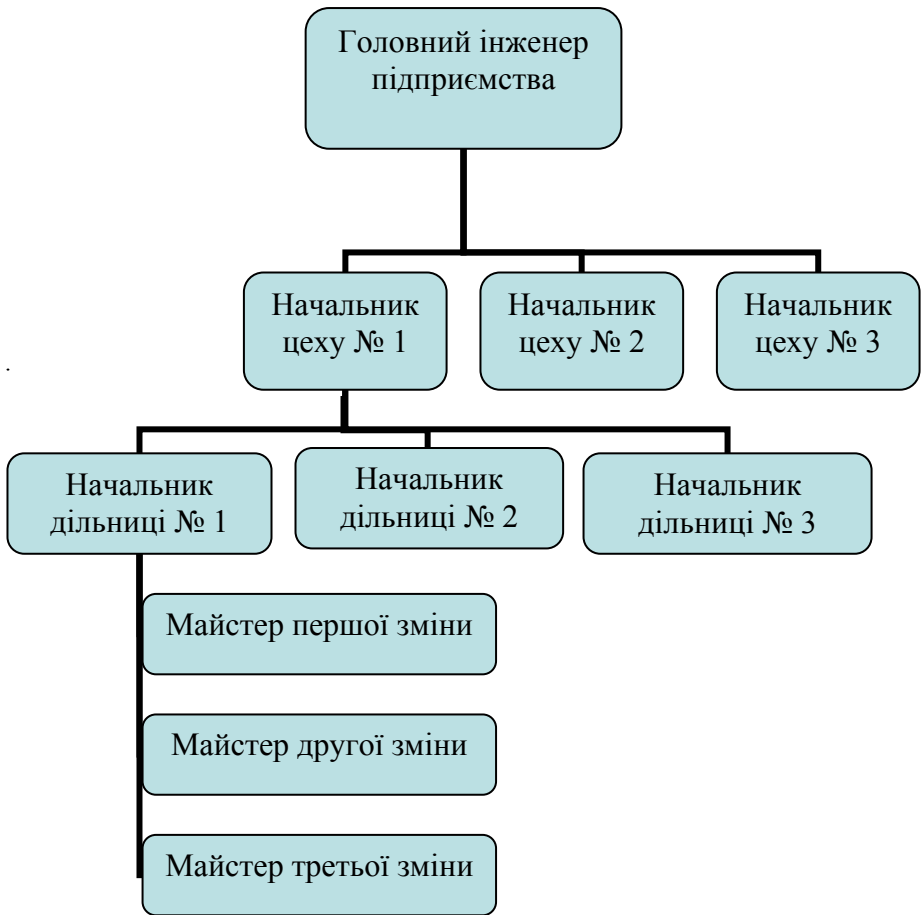 Головний інженер
підприємства
Начальник
цеху № 1
Начальник
цеху № 2
Начальник
цеху № 3
.
Начальник
дільниці № 1
Начальник
дільниці № 2
Начальник
дільниці № 3
Майстер першої зміни
Майстер другої зміни
Майстер третьої зміни